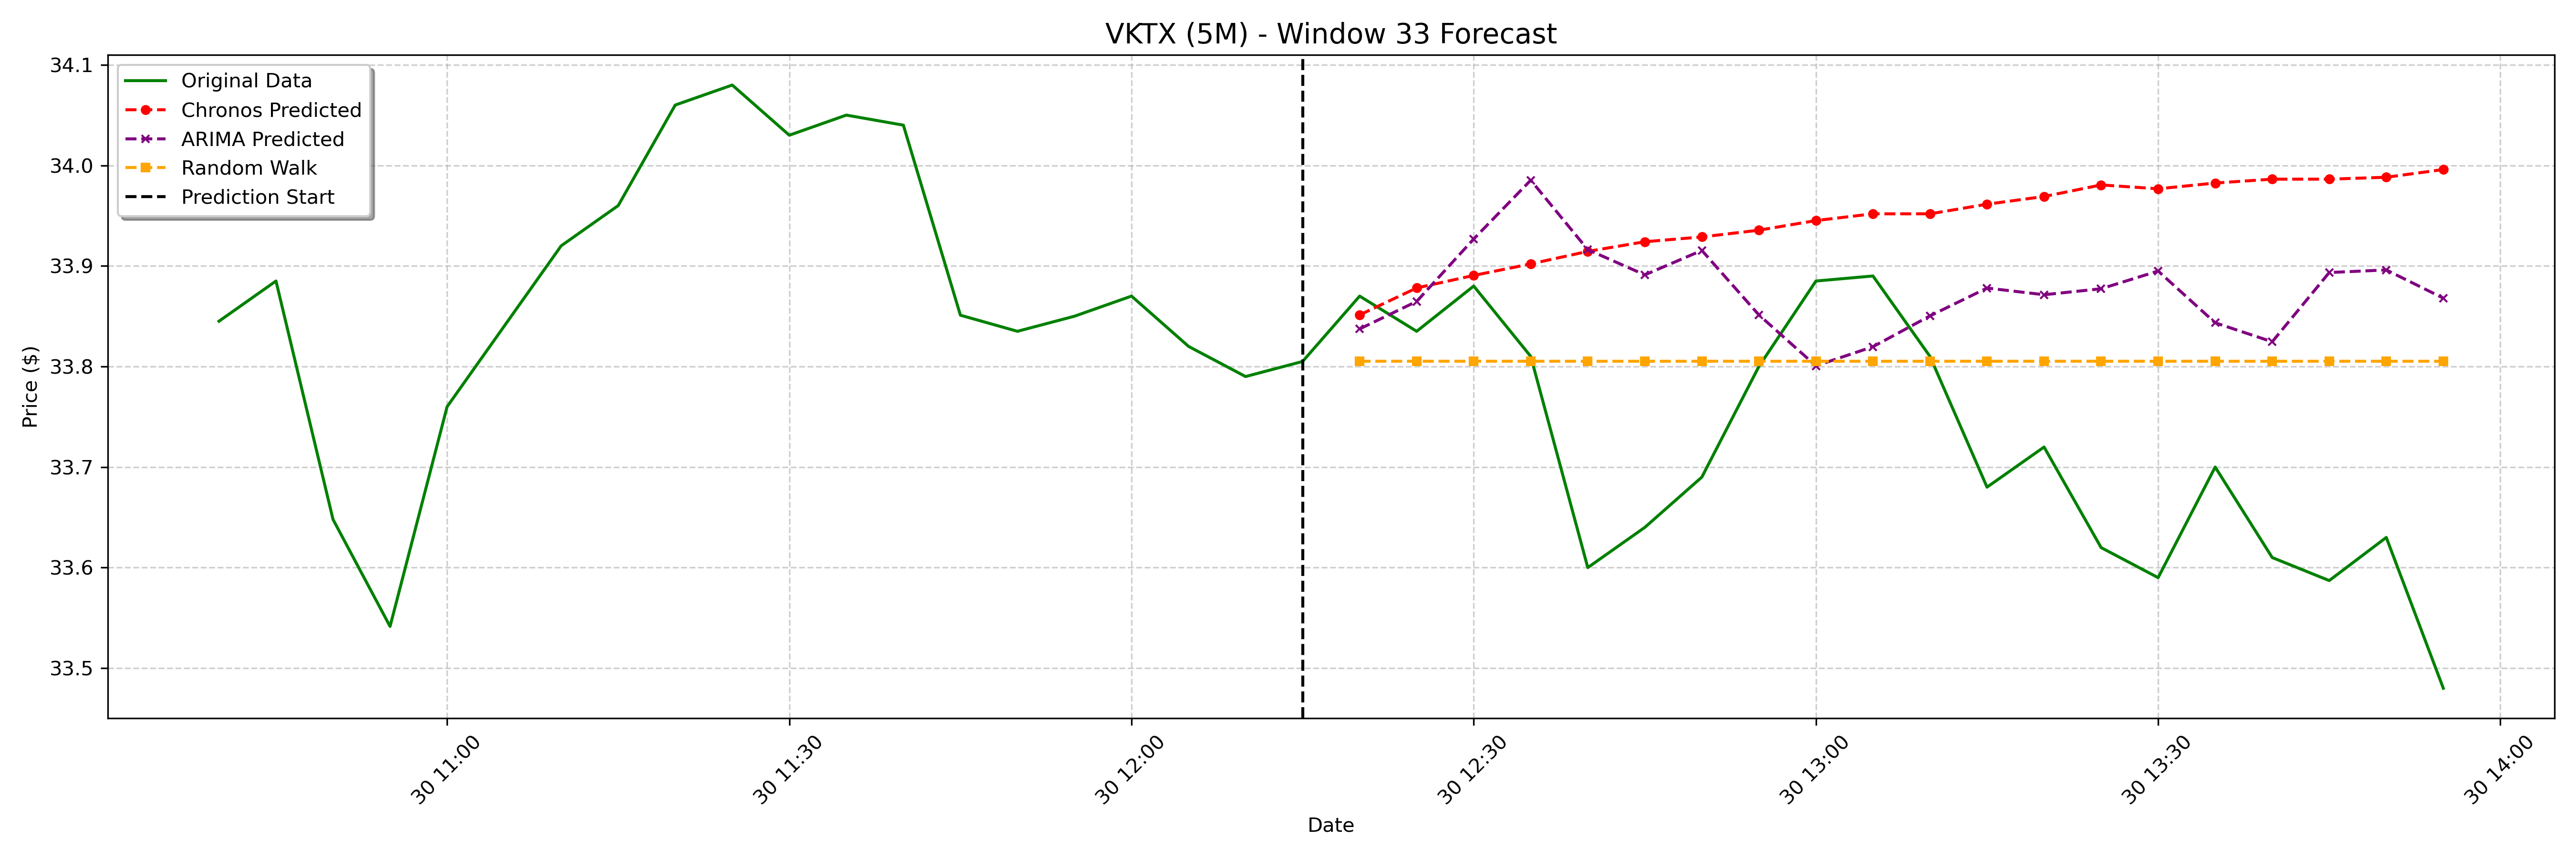 VKTX (5M) - Window 33 Forecast
Original Data
Chronos Predicted
ARIMA Predicted
Random Walk
Prediction Start
Price ($)
34.1
34.0
33.9
33.8
33.7
33.6
33.5
30 11:00
30 11:30
30 12:00
30 12:30
30 13:00
30 13:30
30 14:00
Date